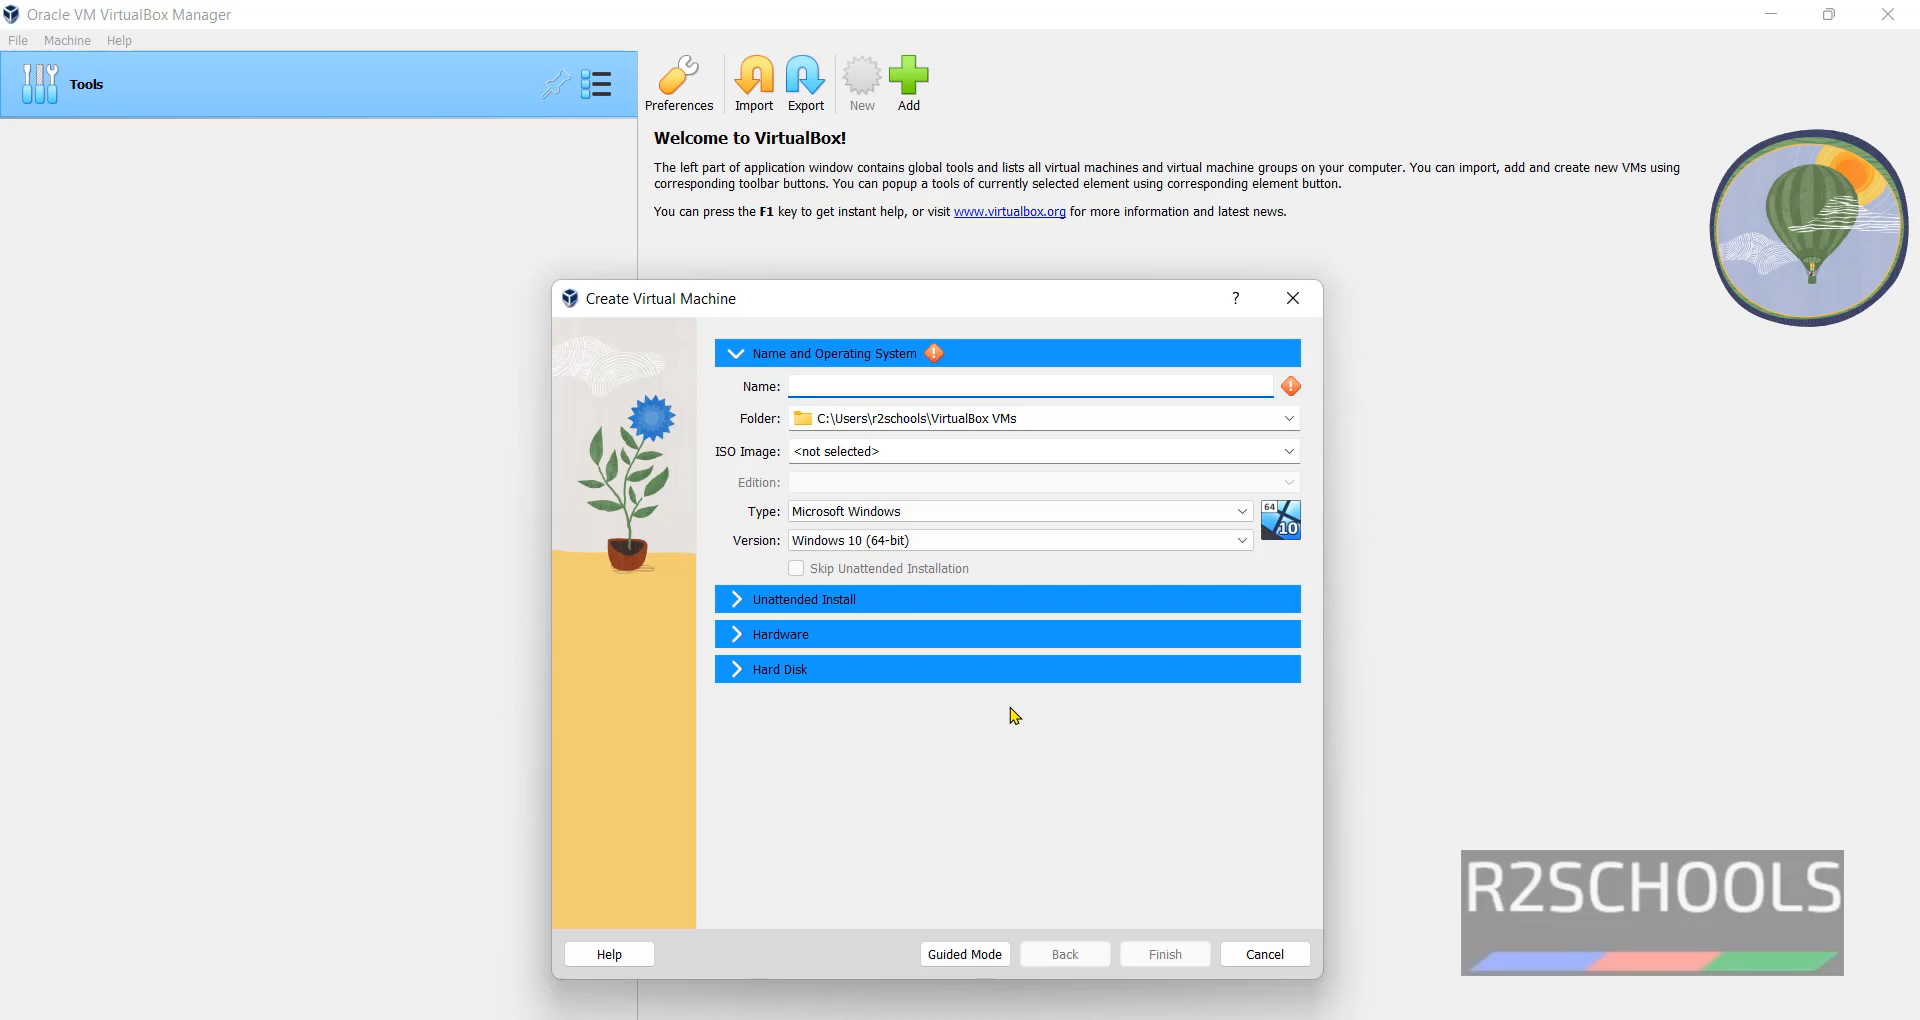 Oracle VM VirtualBox Manager
File Machine Help
Tools
Preferences Import Export New Add
Welcome to VirtualBox!
The left part of application window contains global tools and lists all virtual machines and virtual machine groups on your computer. You can import, add and create new VMs using
corresponding toolbar buttons. You can popup a tools of currently selected element using corresponding element button.
You can press the F1 key to get instant help, or visit www.virtualbox.org for more information and latest news.
Create Virtual Machine ?
Name and Operating System
Name:
Folder: C:\Users\r2schools\VirtualBox VMs
ISO Image: <not selected>
Edition:
Type: Microsoft Windows
64
10
Version: Windows 10 (64-bit)
Skip Unattended Installation
Unattended Install
Hardware
Hard Disk
Help Guided Mode Back Finish Cancel
R2SCHOOLS